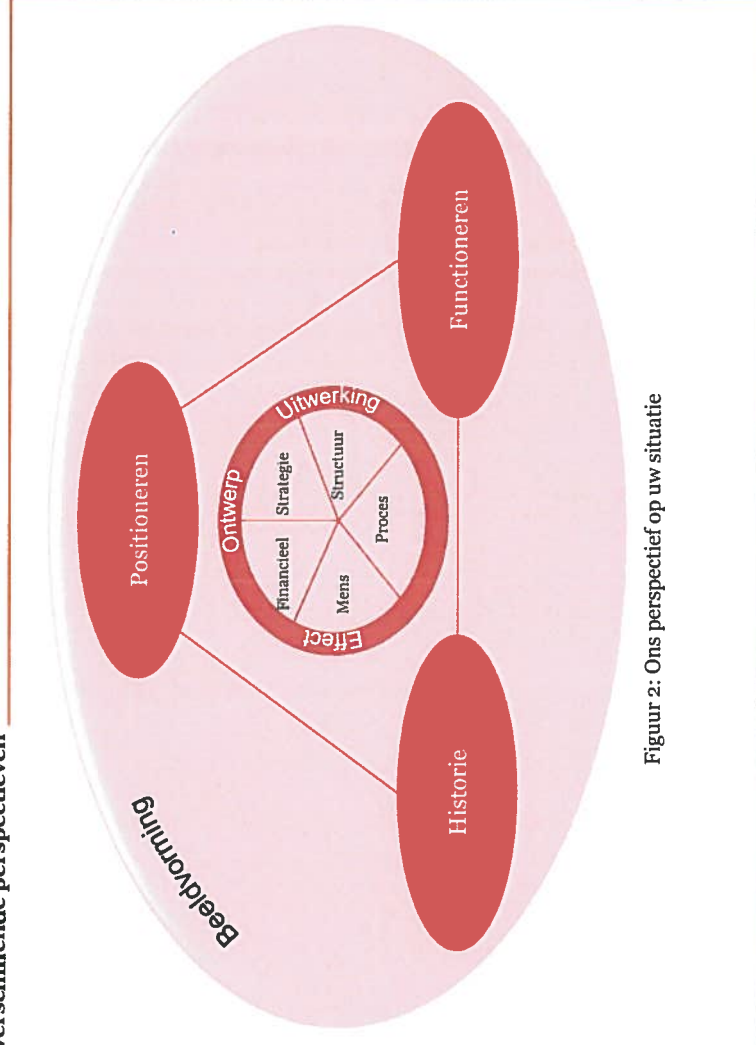 verschillende perspectieven
Beeldvorming
Positioneren
Ontwerp
Uitwerking
Effect
Financieel
Strategie
Structuur
Mens
Proces
Historie
Functioneren
Figuur 2: Ons perspectief op uw situatie